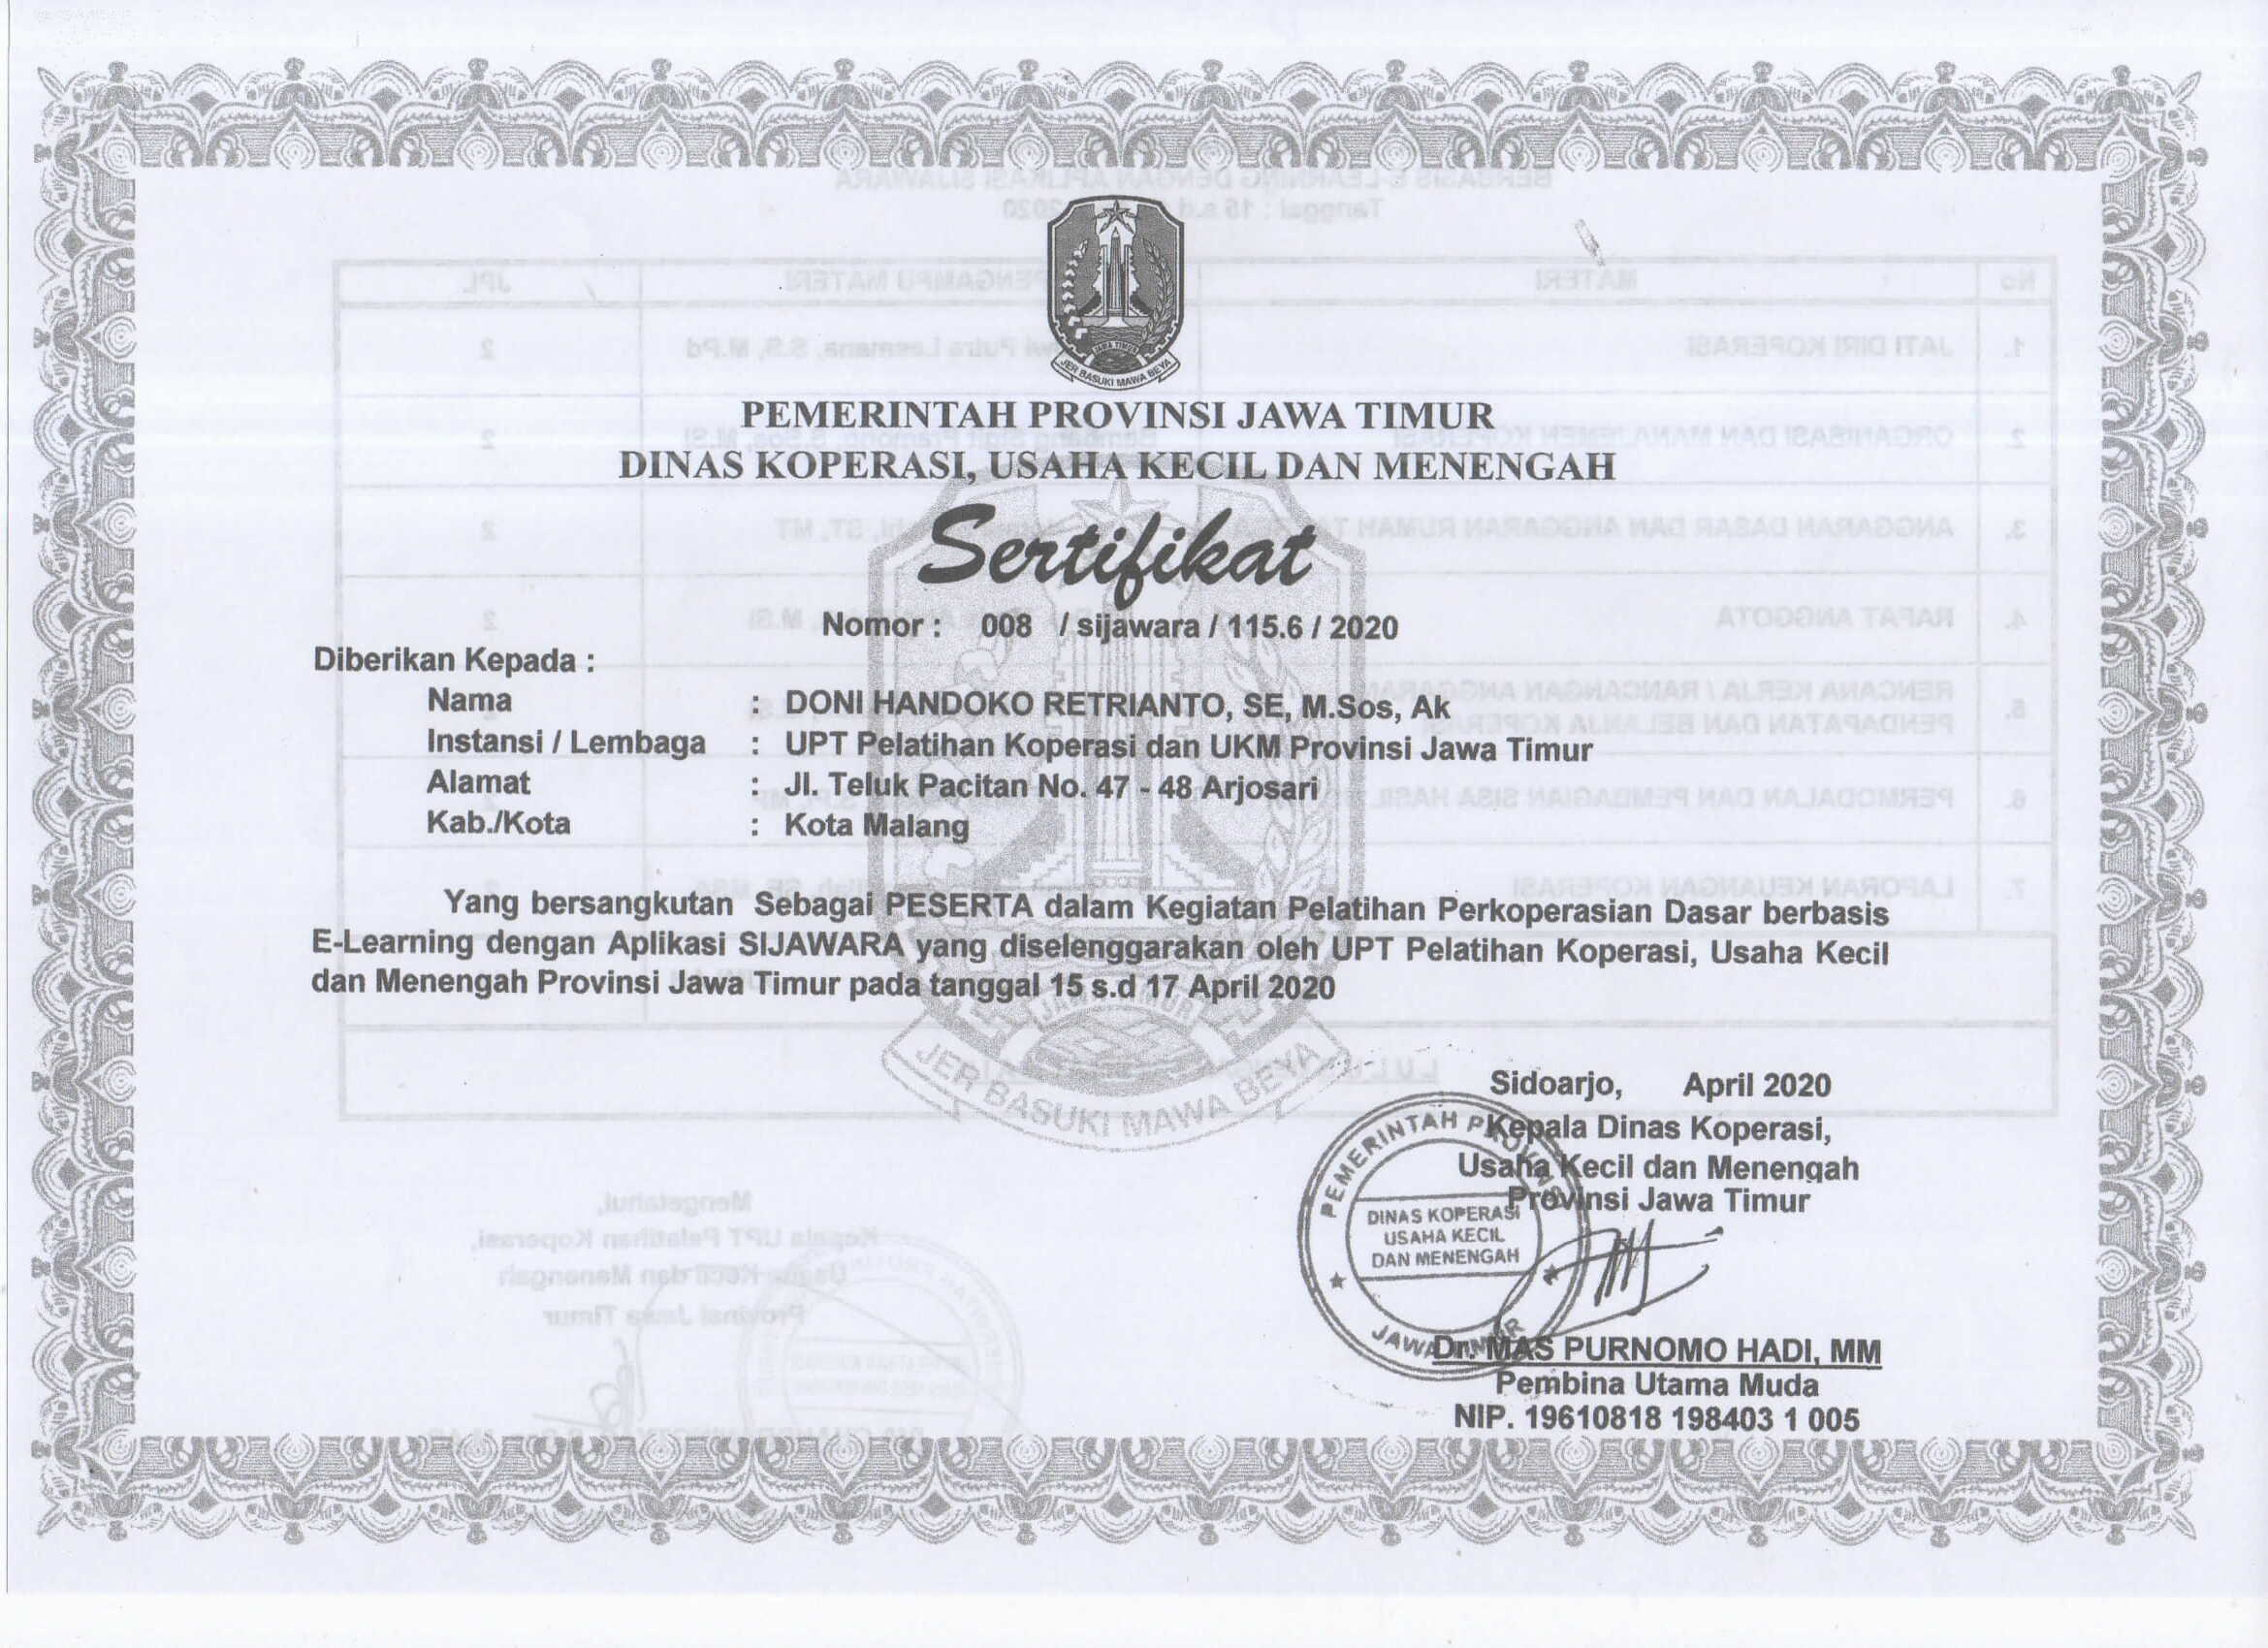 JAWA TIMUR
JER BASUKI MAWA BEYA
PEMERINTAH PROVINSI JAWA TIMUR
DINAS KOPERASI, USAHA KECIL DAN MENENGAH
Sertifikat
Nomor : 008 / sijawara / 115.6 / 2020
Diberikan Kepada :
Nama : DONI HANDOKO RETRIANTO, SE, M.Sos, Ak
Instansi / Lembaga : UPT Pelatihan Koperasi dan UKM Provinsi Jawa Timur
Alamat : Jl. Teluk Pacitan No. 47 - 48 Arjosari
Kab./Kota : Kota Malang
Yang bersangkutan Sebagai PESERTA dalam Kegiatan Pelatihan Perkoperasian Dasar berbasis
E-Learning dengan Aplikasi SIJAWARA yang diselenggarakan oleh UPT Pelatihan Koperasi, Usaha Kecil
dan Menengah Provinsi Jawa Timur pada tanggal 15 s.d 17 April 2020
JAWA TIMUR
JER BASUKI MAWA BEYA
Sidoarjo, April 2020
Kepala Dinas Koperasi,
Usaha Kecil dan Menengah
Provinsi Jawa Timur
PEMERINTAH PROVINSI
DINAS KOPERASI
USAHA KECIL
DAN MENENGAH
JAWA TIMUR
Dr. MAS PURNOMO HADI, MM
Pembina Utama Muda
NIP. 19610818 198403 1 005